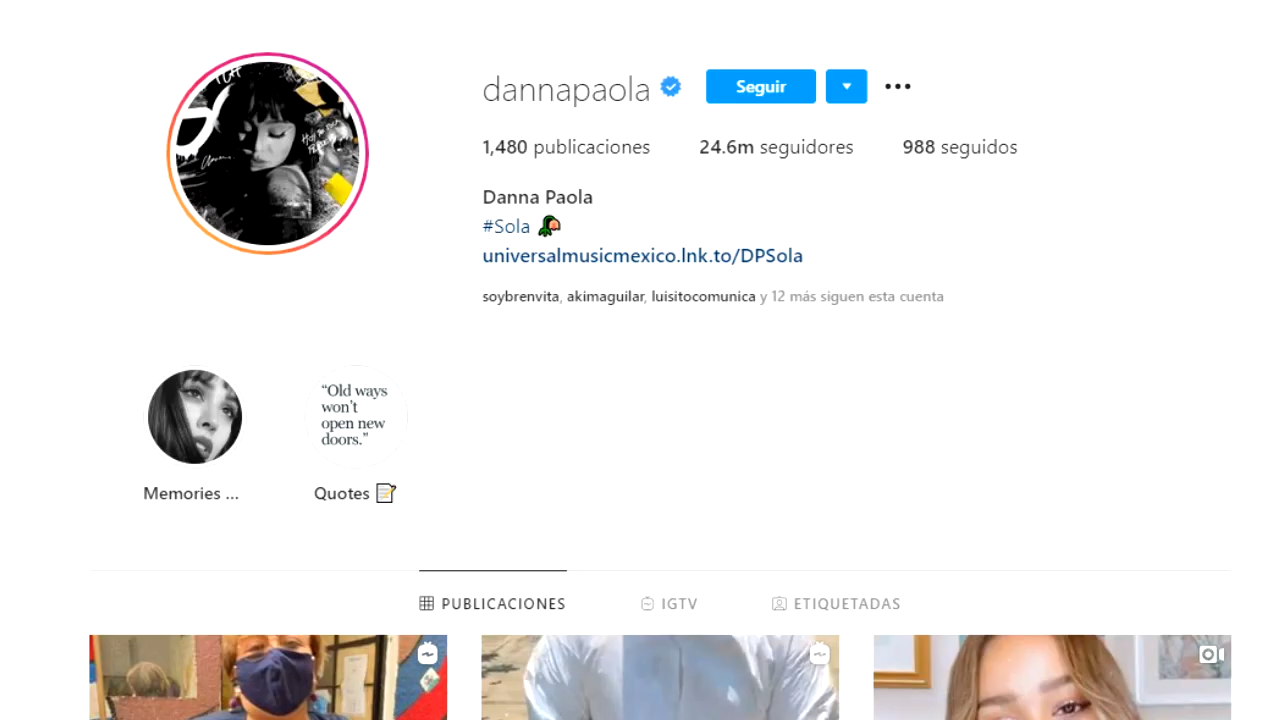 dannapaola
Seguir
1,480 publicaciones
24.6m seguidores
988 seguidos
Danna Paola
#Sola
universalmusicmexico.lnk.to/DPSola
soybrenvita, akimaguilar, luisitocomunica y 12 más siguen esta cuenta
“Old ways
won’t
open new
doors.”
Memories ...
Quotes
PUBLICACIONES
IGTV
ETIQUETADAS